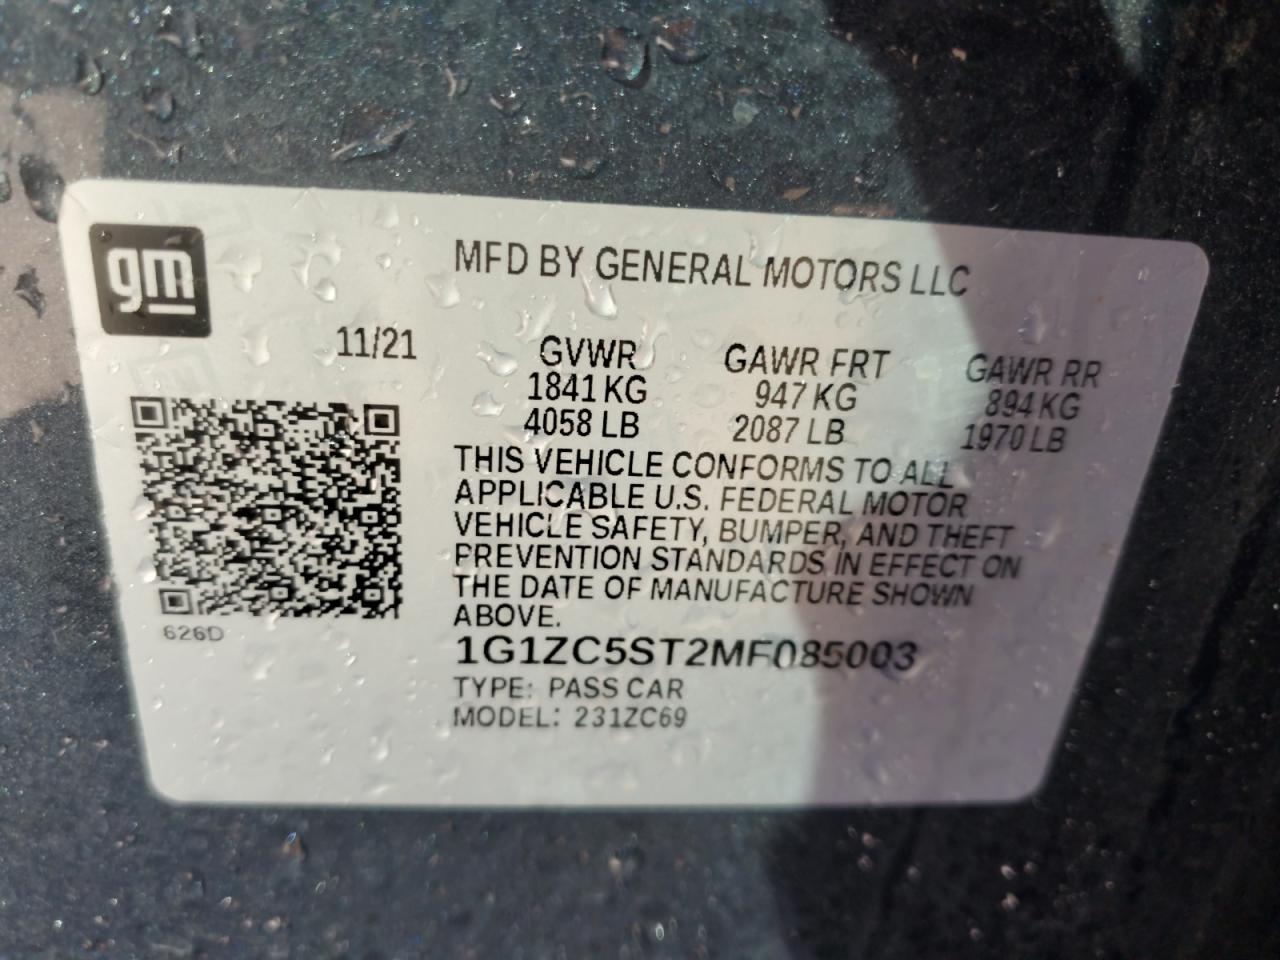 gm
MFD BY GENERAL MOTORS LLC
11/21
GVWR GAWR FRT GAWR RR
1841 KG 947 KG 894 KG
4058 LB 2087 LB 1970 LB
THIS VEHICLE CONFORMS TO ALL
APPLICABLE U.S. FEDERAL MOTOR
VEHICLE SAFETY, BUMPER, AND THEFT
PREVENTION STANDARDS IN EFFECT ON
THE DATE OF MANUFACTURE SHOWN
ABOVE.
626D
1G1ZC5ST2MF085003
TYPE: PASS CAR
MODEL: 231ZC69